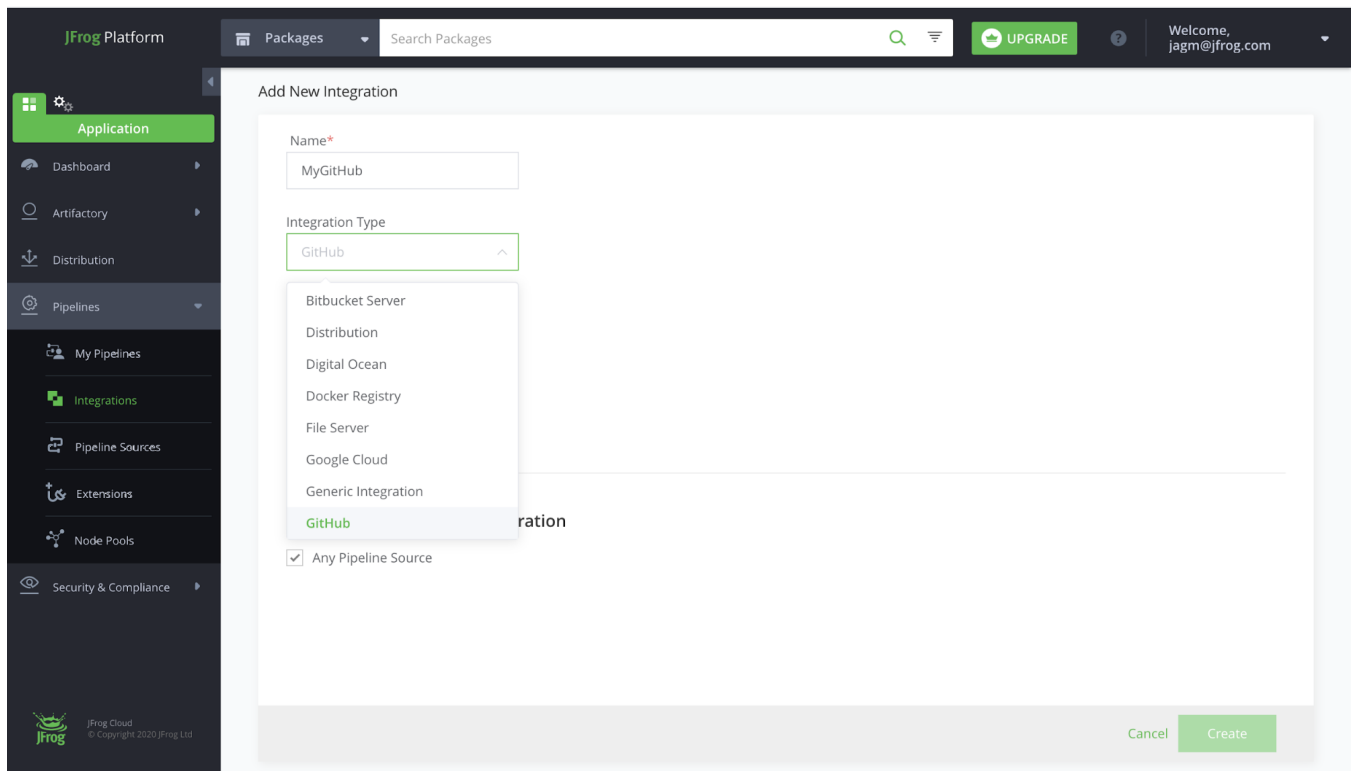 JFrog Platform
Packages
Search Packages
UPGRADE
?
Welcome,
jagm@jfrog.com
Application
Dashboard
Artifactory
Distribution
Pipelines
My Pipelines
Integrations
Pipeline Sources
Extensions
Node Pools
Security & Compliance
JFrog
JFrog Cloud
© Copyright 2020 JFrog Ltd
Add New Integration
Name*
MyGitHub
Integration Type
GitHub
Bitbucket Server
Distribution
Digital Ocean
Docker Registry
File Server
Google Cloud
Generic Integration
GitHub
ration
Any Pipeline Source
Cancel
Create